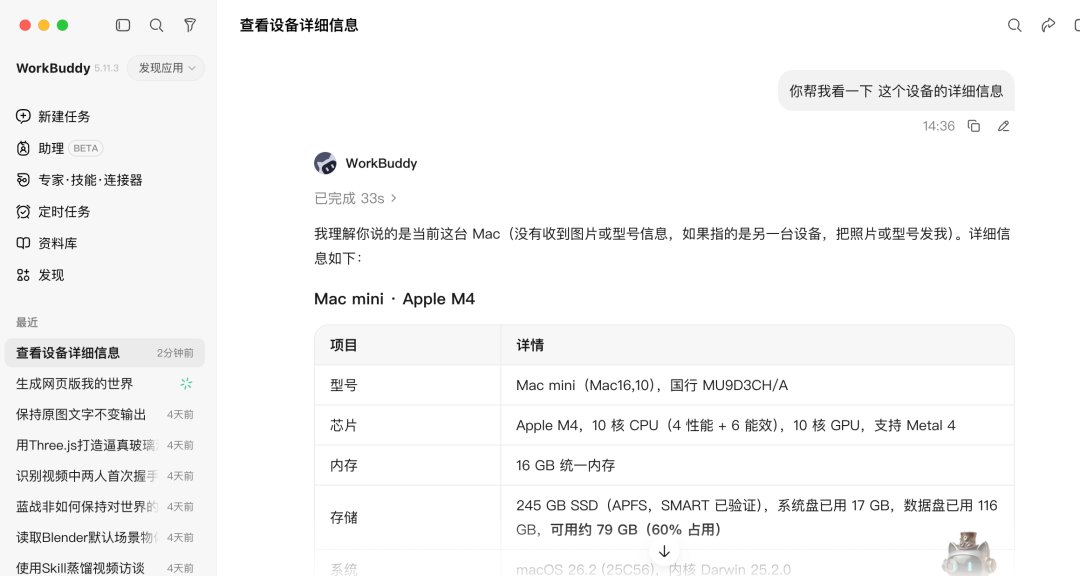 查看设备详细信息
WorkBuddy 5.11.3 发现应用
新建任务
助理 BETA
专家·技能·连接器
定时任务
资料库
发现
最近
查看设备详细信息 2分钟前
生成网页版我的世界
保持原图文字不变输出 4天前
用Three.js打造逼真玻璃 4天前
识别视频中两人首次握手 4天前
蓝战非如何保持对世界的 4天前
读取Blender默认场景物 4天前
使用Skill蒸馏视频访谈 4天前
你帮我看一下 这个设备的详细信息
14:36
WorkBuddy
已完成 33s
我理解你说的是当前这台 Mac（没有收到图片或型号信息，如果指的是另一台设备，把照片或型号发我）。详细信
息如下：
Mac mini · Apple M4
项目 详情
型号 Mac mini（Mac16,10），国行 MU9D3CH/A
芯片 Apple M4，10 核 CPU（4 性能 + 6 能效），10 核 GPU，支持 Metal 4
内存 16 GB 统一内存
存储 245 GB SSD（APFS，SMART 已验证），系统盘已用 17 GB，数据盘已用 116
GB，可用约 79 GB（60% 占用）
系统 macOS 26.2 (25C56)，内核 Darwin 25.2.0